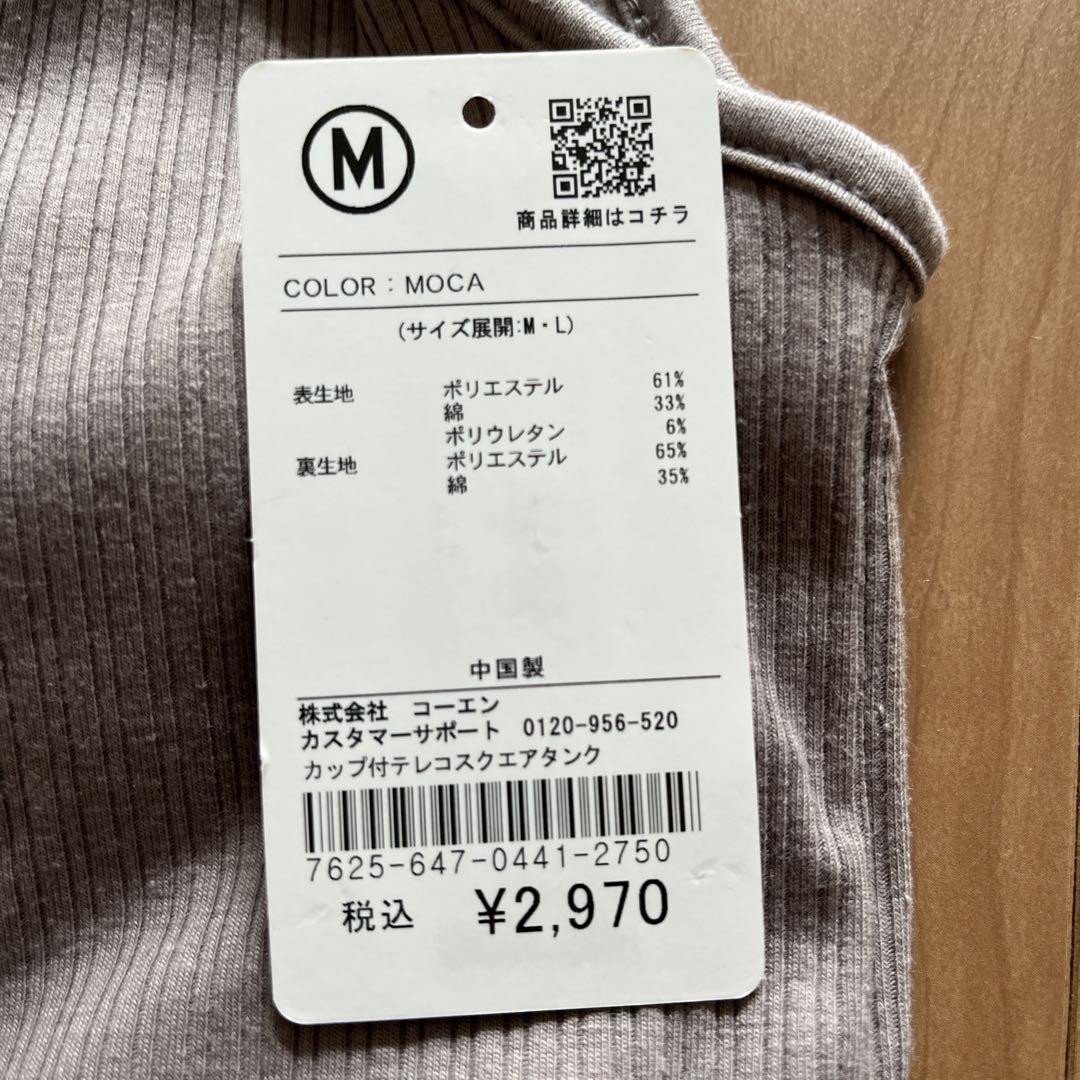 M
商品詳細はコチラ
COLOR：MOCA
(サイズ展開:M・L)
表生地 ポリエステル 61%
綿 33%
ポリウレタン 6%
裏生地 ポリエステル 65%
綿 35%
中国製
株式会社 コーエン
カスタマーサポート 0120-956-520
カップ付テレコスクエアタンク
7625-647-0441-2750
税込 ¥2,970